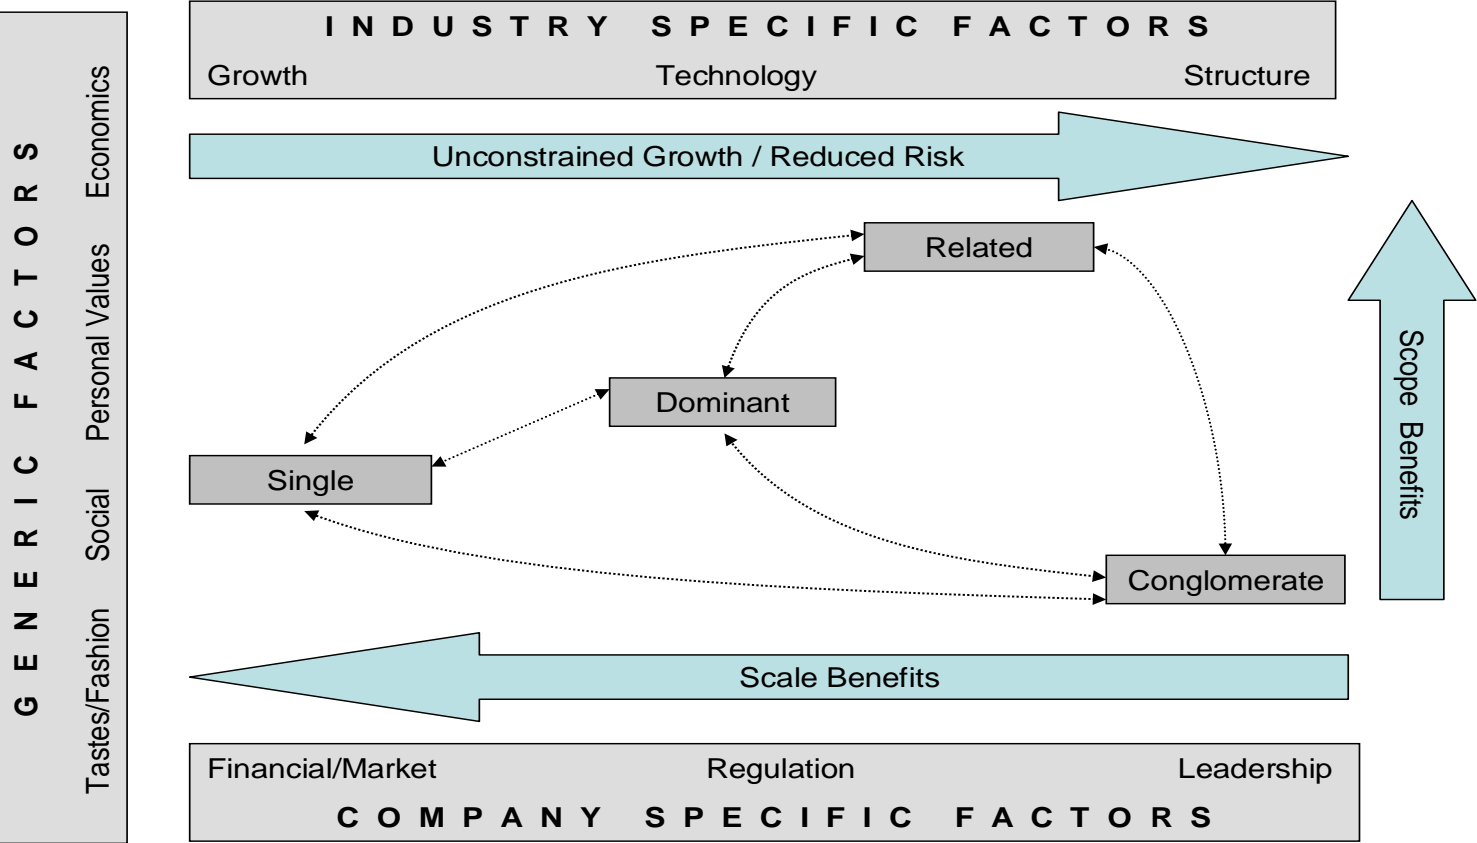 INDUSTRY SPECIFIC FACTORS
Growth Technology Structure
Unconstrained Growth / Reduced Risk
GENERIC FACTORS
Tastes/Fashion Social Personal Values Economics
Related
Dominant
Single
Conglomerate
Scope Benefits
Scale Benefits
Financial/Market Regulation Leadership
COMPANY SPECIFIC FACTORS